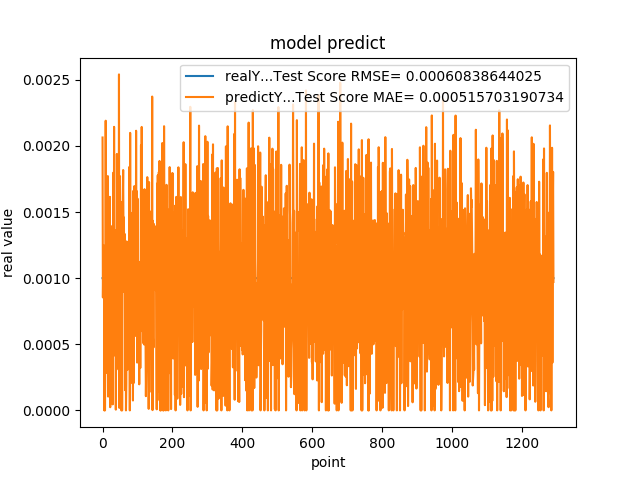 model predict
realY...Test Score RMSE= 0.00060838644025
predictY...Test Score MAE= 0.000515703190734
0.0025
0.0020
0.0015
0.0010
0.0005
0.0000
real value
0 200 400 600 800 1000 1200
point